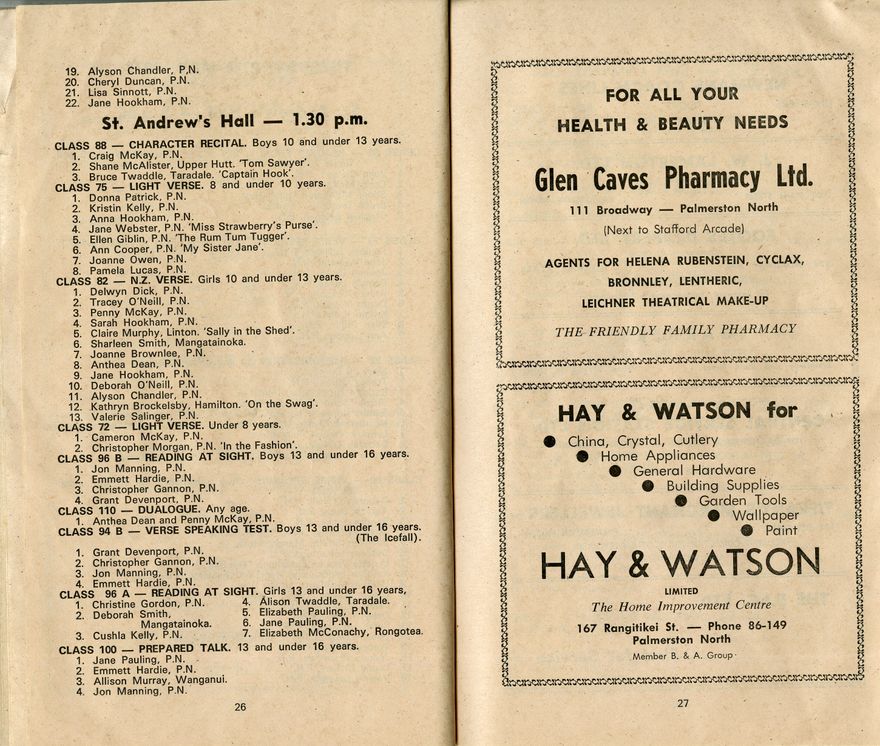 19. Alyson Chandler, P.N.
20. Cheryl Duncan, P.N.
21. Lisa Sinnott, P.N.
22. Jane Hookham, P.N.
St. Andrew's Hall — 1.30 p.m.
CLASS 88 — CHARACTER RECITAL. Boys 10 and under 13 years.
1. Craig McKay, P.N.
2. Shane McAlister, Upper Hutt. 'Tom Sawyer'.
3. Bruce Twaddle, Taradale. 'Captain Hook'.
CLASS 75 — LIGHT VERSE. 8 and under 10 years.
1. Donna Patrick, P.N.
2. Kristin Kelly, P.N.
3. Anna Hookham, P.N.
4. Jane Webster, P.N. 'Miss Strawberry's Purse'.
5. Ellen Giblin, P.N. 'The Rum Tum Tugger'.
6. Ann Cooper, P.N. 'My Sister Jane'.
7. Joanne Owen, P.N.
8. Pamela Lucas, P.N.
CLASS 82 — N.Z. VERSE. Girls 10 and under 13 years.
1. Delwyn Dick, P.N.
2. Tracey O'Neill, P.N.
3. Penny McKay, P.N.
4. Sarah Hookham, P.N.
5. Claire Murphy, Linton. 'Sally in the Shed'.
6. Sharleen Smith, Mangatainoka.
7. Joanne Brownlee, P.N.
8. Anthea Dean, P.N.
9. Jane Hookham, P.N.
10. Deborah O'Neill, P.N.
11. Alyson Chandler, P.N.
12. Kathryn Brockelsby, Hamilton. 'On the Swag'.
13. Valerie Salinger, P.N.
CLASS 72 — LIGHT VERSE. Under 8 years.
1. Cameron McKay, P.N.
2. Christopher Morgan, P.N. 'In the Fashion'.
CLASS 96 B — READING AT SIGHT. Boys 13 and under 16 years.
1. Jon Manning, P.N.
2. Emmett Hardie, P.N.
3. Christopher Gannon, P.N.
4. Grant Devenport, P.N.
CLASS 110 — DUALOGUE. Any age.
1. Anthea Dean and Penny McKay, P.N.
CLASS 94 B — VERSE SPEAKING TEST. Boys 13 and under 16 years.
(The Icefall).
1. Grant Devenport, P.N.
2. Christopher Gannon, P.N.
3. Jon Manning, P.N.
4. Emmett Hardie, P.N.
CLASS 96 A — READING AT SIGHT. Girls 13 and under 16 years,
1. Christine Gordon, P.N.
2. Deborah Smith,
Mangatainoka.
3. Cushla Kelly, P.N.
4. Alison Twaddle, Taradale.
5. Elizabeth Pauling, P.N.
6. Jane Pauling, P.N.
7. Elizabeth McConachy, Rongotea.
CLASS 100 — PREPARED TALK. 13 and under 16 years.
1. Jane Pauling, P.N.
2. Emmett Hardie, P.N.
3. Allison Murray, Wanganui.
4. Jon Manning, P.N.
26
FOR ALL YOUR
HEALTH & BEAUTY NEEDS
Glen Caves Pharmacy Ltd.
111 Broadway — Palmerston North
(Next to Stafford Arcade)
AGENTS FOR HELENA RUBENSTEIN, CYCLAX,
BRONNLEY, LENTHERIC,
LEICHNER THEATRICAL MAKE-UP
THE FRIENDLY FAMILY PHARMACY
HAY & WATSON for
● China, Crystal, Cutlery
● Home Appliances
● General Hardware
● Building Supplies
● Garden Tools
● Wallpaper
● Paint
HAY & WATSON
LIMITED
The Home Improvement Centre
167 Rangitikei St. — Phone 86-149
Palmerston North
Member B. & A. Group
27